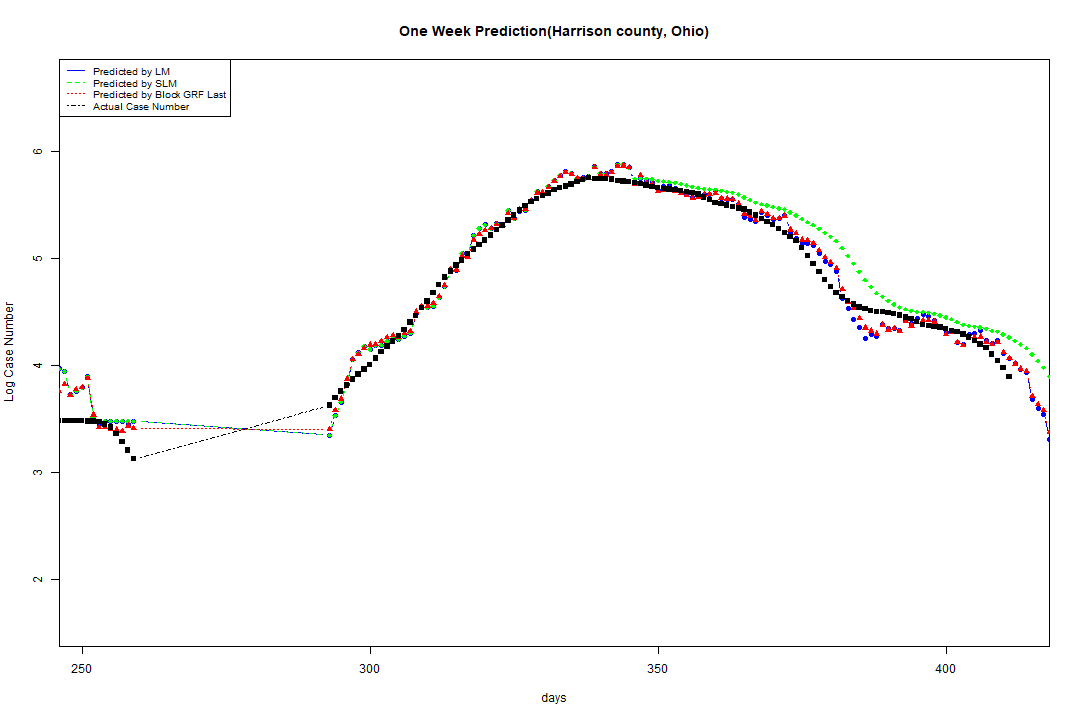 One Week Prediction(Harrison county, Ohio)
Predicted by LM
Predicted by SLM
Predicted by Block GRF Last
Actual Case Number
6
5
4
3
2
Log Case Number
250 300 350 400
days